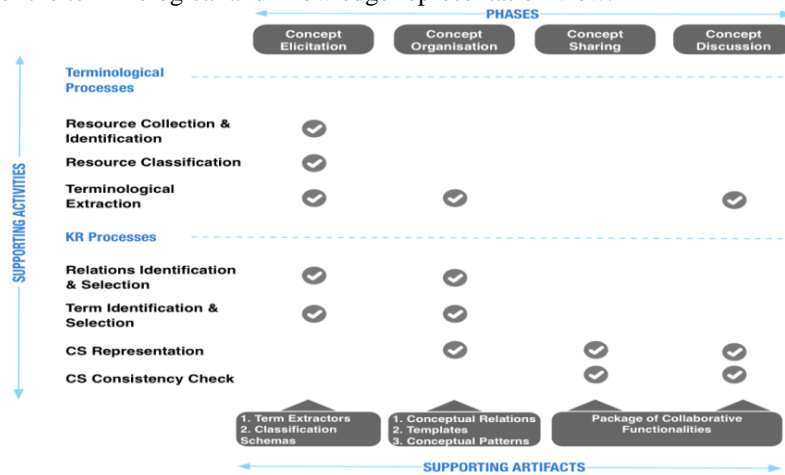 PHASES
Concept
Elicitation
Concept
Organisation
Concept
Sharing
Concept
Discussion
SUPPORTING ACTIVITIES
Terminological
Processes
Resource Collection &
Identification
Resource Classification
Terminological
Extraction
KR Processes
Relations Identification
& Selection
Term Identification &
Selection
CS Representation
CS Consistency Check
1. Term Extractors
2. Classification
Schemas
1. Conceptual Relations
2. Templates
3. Conceptual Patterns
Package of Collaborative
Functionalities
SUPPORTING ARTIFACTS